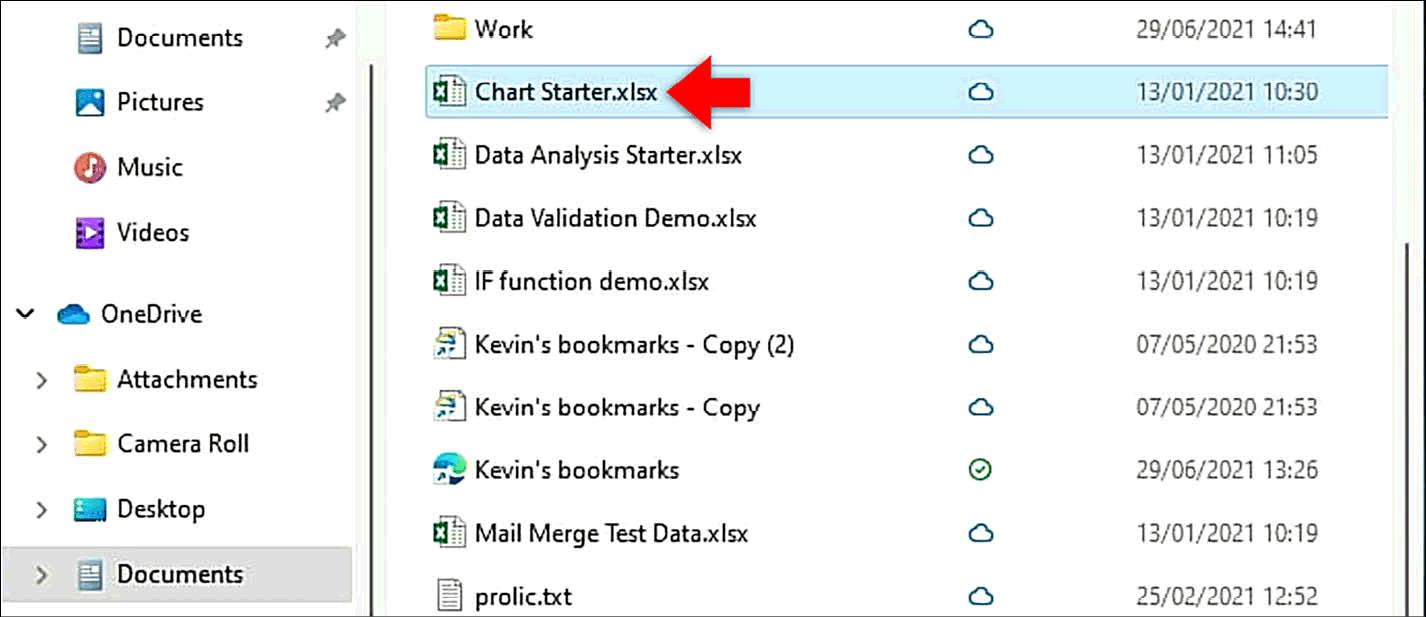 Documents
Pictures
Music
Videos
OneDrive
Attachments
Camera Roll
Desktop
Documents
Work 29/06/2021 14:41
Chart Starter.xlsx 13/01/2021 10:30
Data Analysis Starter.xlsx 13/01/2021 11:05
Data Validation Demo.xlsx 13/01/2021 10:19
IF function demo.xlsx 13/01/2021 10:19
Kevin's bookmarks - Copy (2) 07/05/2020 21:53
Kevin's bookmarks - Copy 07/05/2020 21:53
Kevin's bookmarks 29/06/2021 13:26
Mail Merge Test Data.xlsx 13/01/2021 10:19
prolic.txt 25/02/2021 12:52